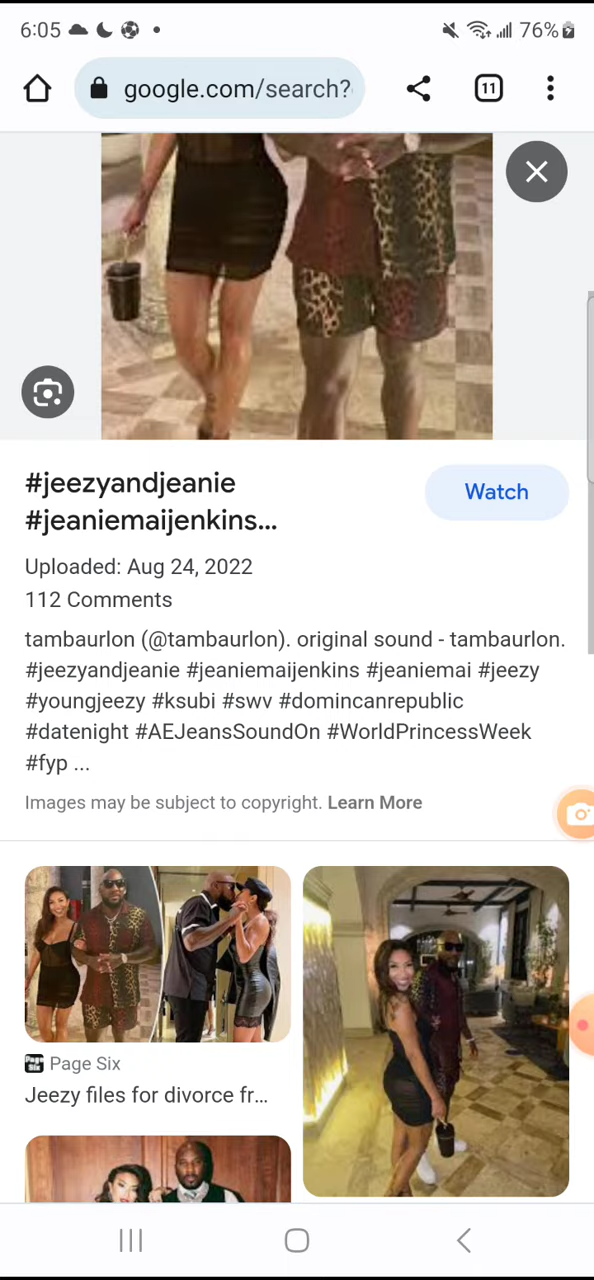 6:05
76%
google.com/search?
11
#jeezyandjeanie
#jeaniemaijenkins...
Watch
Uploaded: Aug 24, 2022
112 Comments
tambaurlon (@tambaurlon). original sound - tambaurlon.
#jeezyandjeanie #jeaniemaijenkins #jeaniemai #jeezy
#youngjeezy #ksubi #swv #domincanrepublic
#datenight #AEJeansSoundOn #WorldPrincessWeek
#fyp ...
Images may be subject to copyright. Learn More
Page Six
Page Six
Jeezy files for divorce fr...